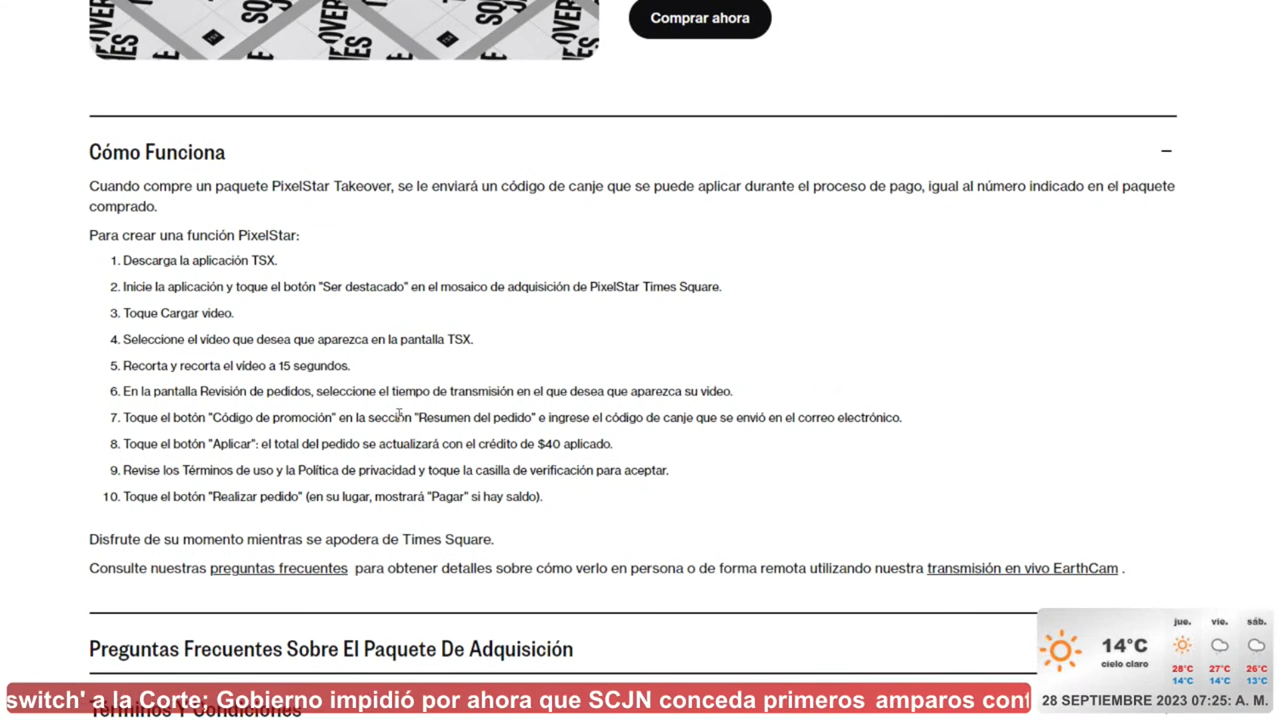 Comprar ahora
Cómo Funciona
Cuando compre un paquete PixelStar Takeover, se le enviará un código de canje que se puede aplicar durante el proceso de pago, igual al número indicado en el paquete
comprado.
Para crear una función PixelStar:
1. Descarga la aplicación TSX.
2. Inicie la aplicación y toque el botón "Ser destacado" en el mosaico de adquisición de PixelStar Times Square.
3. Toque Cargar video.
4. Seleccione el vídeo que desea que aparezca en la pantalla TSX.
5. Recorta y recorta el vídeo a 15 segundos.
6. En la pantalla Revisión de pedidos, seleccione el tiempo de transmisión en el que desea que aparezca su video.
7. Toque el botón "Código de promoción" en la sección "Resumen del pedido" e ingrese el código de canje que se envió en el correo electrónico.
8. Toque el botón "Aplicar": el total del pedido se actualizará con el crédito de $40 aplicado.
9. Revise los Términos de uso y la Política de privacidad y toque la casilla de verificación para aceptar.
10. Toque el botón "Realizar pedido" (en su lugar, mostrará "Pagar" si hay saldo).
Disfrute de su momento mientras se apodera de Times Square.
Consulte nuestras preguntas frecuentes para obtener detalles sobre cómo verlo en persona o de forma remota utilizando nuestra transmisión en vivo EarthCam .
Preguntas Frecuentes Sobre El Paquete De Adquisición
Términos Y Condiciones
switch' a la Corte; Gobierno impidió por ahora que SCJN conceda primeros amparos cont
14°C
cielo claro
jue. vie. sáb.
28°C 27°C 26°C
14°C 14°C 13°C
28 SEPTIEMBRE 2023 07:25: A. M.